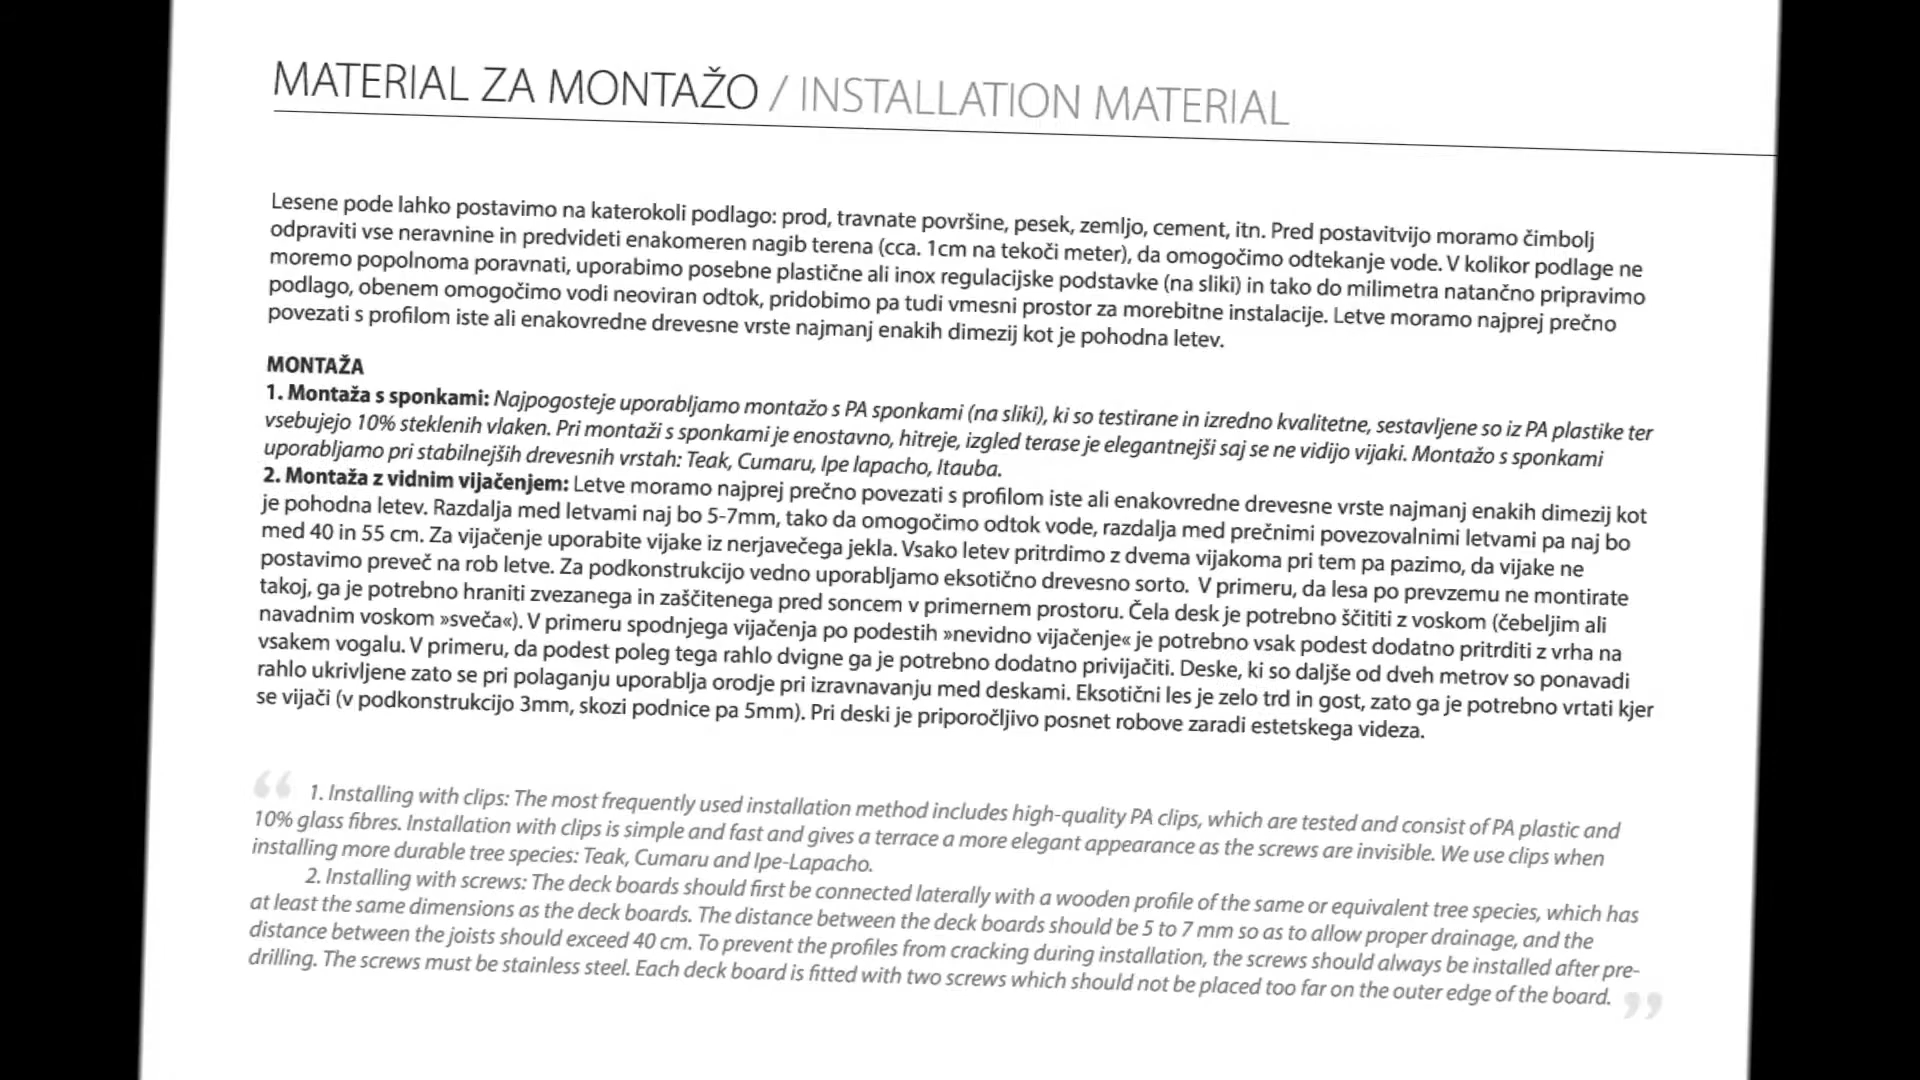 MATERIAL ZA MONTAŽO / INSTALLATION MATERIAL
Lesene pode lahko postavimo na katerokoli podlago: prod, travnate površine, pesek, zemljo, cement, itn. Pred postavitvijo moramo čimbolj
odpraviti vse neravnine in predvideti enakomeren nagib terena (cca. 1cm na tekoči meter), da omogočimo odtekanje vode. V kolikor podlage ne
moremo popolnoma poravnati, uporabimo posebne plastične ali inox regulacijske podstavke (na sliki) in tako do milimetra natančno pripravimo
podlago, obenem omogočimo vodi neoviran odtok, pridobimo pa tudi vmesni prostor za morebitne instalacije. Letve moramo najprej prečno
povezati s profilom iste ali enakovredne drevesne vrste najmanj enakih dimezij kot je pohodna letev.
MONTAŽA
1. Montaža s sponkami: Najpogosteje uporabljamo montažo s PA sponkami (na sliki), ki so testirane in izredno kvalitetne, sestavljene so iz PA plastike ter
vsebujejo 10% steklenih vlaken. Pri montaži s sponkami je enostavno, hitreje, izgled terase je elegantnejši saj se ne vidijo vijaki. Montažo s sponkami
uporabljamo pri stabilnejših drevesnih vrstah: Teak, Cumaru, Ipe lapacho, Itauba.
2. Montaža z vidnim vijačenjem: Letve moramo najprej prečno povezati s profilom iste ali enakovredne drevesne vrste najmanj enakih dimezij kot
je pohodna letev. Razdalja med letvami naj bo 5-7mm, tako da omogočimo odtok vode, razdalja med prečnimi povezovalnimi letvami pa naj bo
med 40 in 55 cm. Za vijačenje uporabite vijake iz nerjavečega jekla. Vsako letev pritrdimo z dvema vijakoma pri tem pa pazimo, da vijake ne
postavimo preveč na rob letve. Za podkonstrukcijo vedno uporabljamo eksotično drevesno sorto. V primeru, da lesa po prevzemu ne montirate
takoj, ga je potrebno hraniti zvezanega in zaščitenega pred soncem v primernem prostoru. Čela desk je potrebno ščititi z voskom (čebeljim ali
navadnim voskom »sveča«). V primeru spodnjega vijačenja po podestih »nevidno vijačenje« je potrebno vsak podest dodatno pritrditi z vrha na
vsakem vogalu. V primeru, da podest poleg tega rahlo dvigne ga je potrebno dodatno privijačiti. Deske, ki so daljše od dveh metrov so ponavadi
rahlo ukrivljene zato se pri polaganju uporablja orodje pri izravnavanju med deskami. Eksotični les je zelo trd in gost, zato ga je potrebno vrtati kjer
se vijači (v podkonstrukcijo 3mm, skozi podnice pa 5mm). Pri deski je priporočljivo posnet robove zaradi estetskega videza.
“ 1. Installing with clips: The most frequently used installation method includes high-quality PA clips, which are tested and consist of PA plastic and
10% glass fibres. Installation with clips is simple and fast and gives a terrace a more elegant appearance as the screws are invisible. We use clips when
installing more durable tree species: Teak, Cumaru and Ipe-Lapacho.
2. Installing with screws: The deck boards should first be connected laterally with a wooden profile of the same or equivalent tree species, which has
at least the same dimensions as the deck boards. The distance between the deck boards should be 5 to 7 mm so as to allow proper drainage, and the
distance between the joists should exceed 40 cm. To prevent the profiles from cracking during installation, the screws should always be installed after pre-
drilling. The screws must be stainless steel. Each deck board is fitted with two screws which should not be placed too far on the outer edge of the board. ”